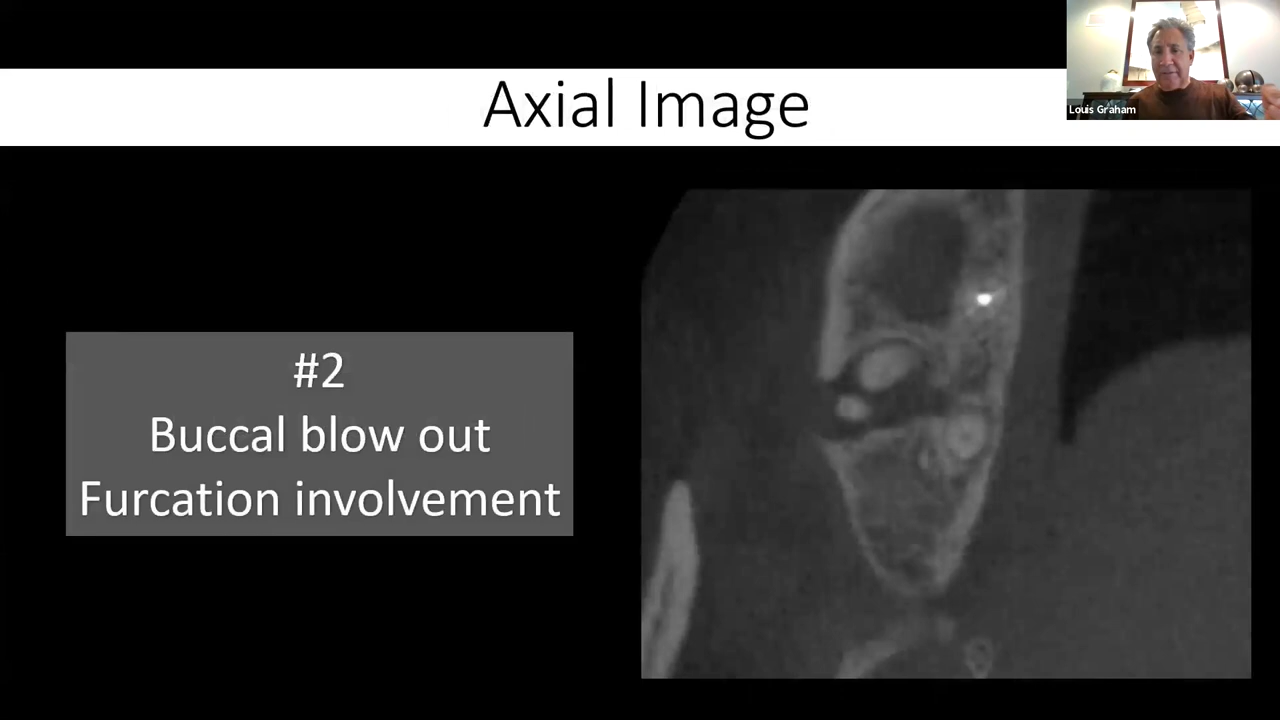 Axial Image
Louis Graham
#2
Buccal blow out
Furcation involvement